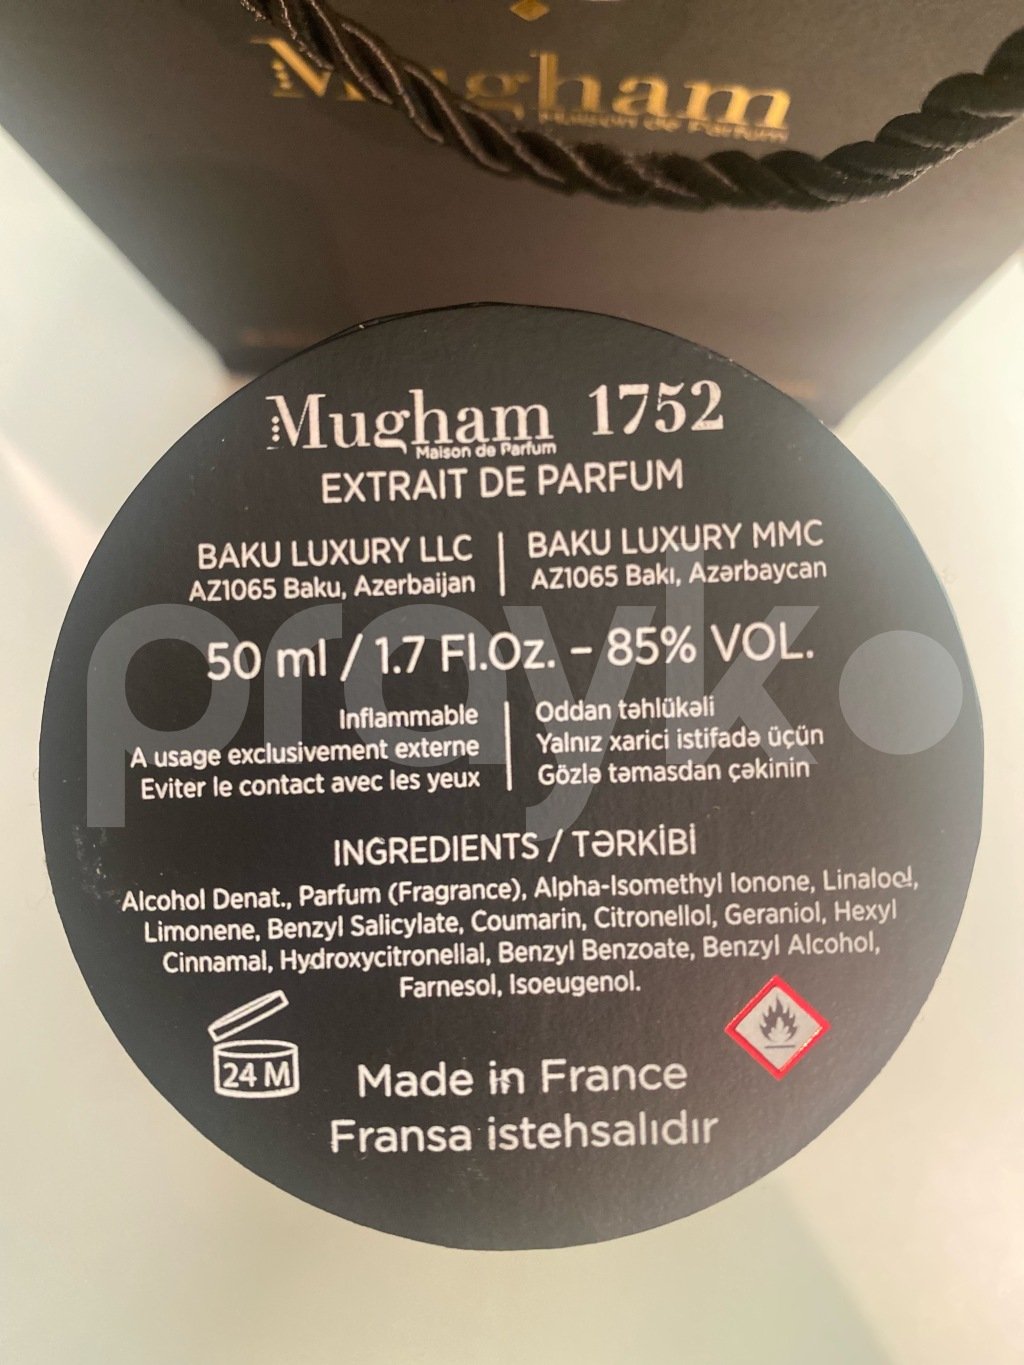 Mugham
Maison de Parfum
Mugham 1752
Maison de Parfum
EXTRAIT DE PARFUM
BAKU LUXURY LLC
AZ1065 Baku, Azerbaijan
BAKU LUXURY MMC
AZ1065 Bakı, Azərbaycan
50 ml / 1.7 Fl.Oz. – 85% VOL.
Inflammable
A usage exclusivement externe
Eviter le contact avec les yeux
Oddan təhlükəli
Yalnız xarici istifadə üçün
Gözlə təmasdan çəkinin
INGREDIENTS / TƏRKİBİ
Alcohol Denat., Parfum (Fragrance), Alpha-Isomethyl Ionone, Linalool,
Limonene, Benzyl Salicylate, Coumarin, Citronellol, Geraniol, Hexyl
Cinnamal, Hydroxycitronellal, Benzyl Benzoate, Benzyl Alcohol,
Farnesol, Isoeugenol.
24 M
Made in France
Fransa istehsalıdır
prayk